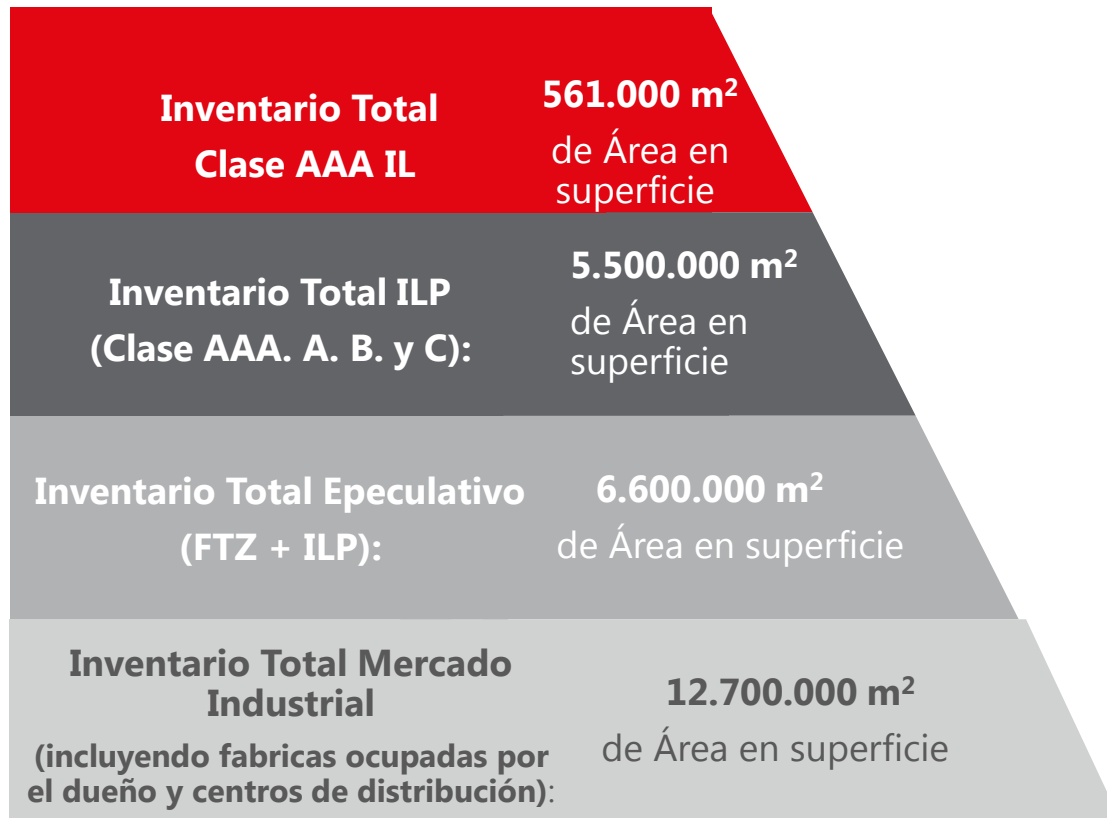 Inventario Total
Clase AAA IL
561.000 m²
de Área en
superficie
Inventario Total ILP
(Clase AAA. A. B. y C):
5.500.000 m²
de Área en
superficie
Inventario Total Epeculativo
(FTZ + ILP):
6.600.000 m²
de Área en superficie
Inventario Total Mercado
Industrial
(incluyendo fabricas ocupadas por
el dueño y centros de distribución):
12.700.000 m²
de Área en superficie